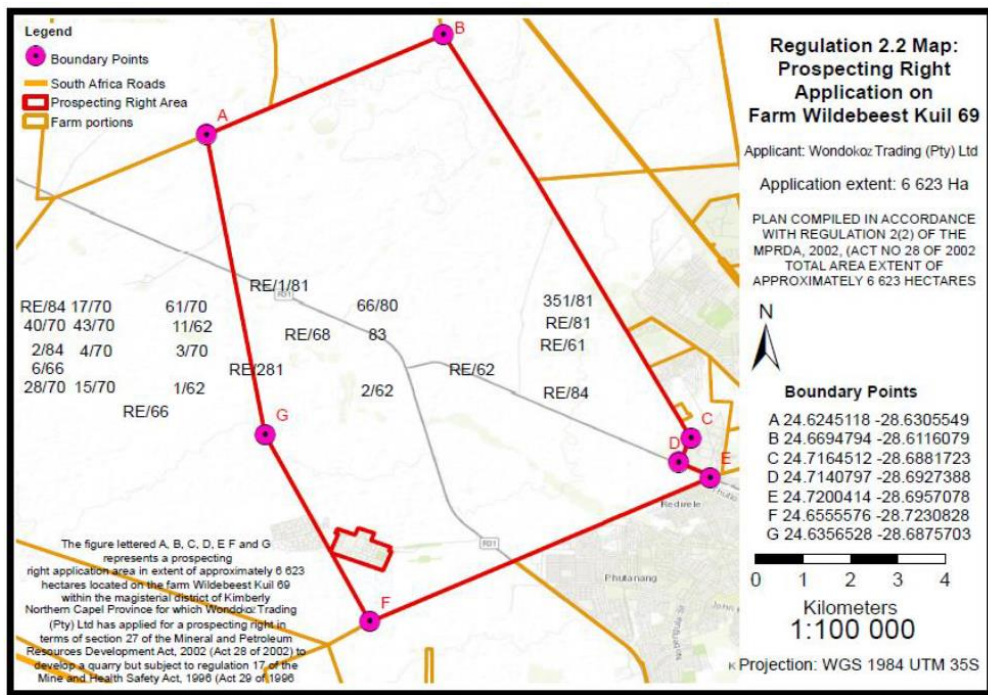 Legend
Boundary Points
South Africa Roads
Prospecting Right Area
Farm portions
A
B
C
D
E
F
G
R31
R31
RE/1/81
RE/84 17/70 61/70
40/70 43/70 11/62
2/84 4/70 3/70
6/66
28/70 15/70 1/62
RE/66
RE/68
66/80
83
RE/281
2/62
RE/62
351/81
RE/81
RE/61
RE/84
Redirele
Phutanang
The figure lettered A, B, C, D, E F and G
represents a prospecting
right application area in extent of approximately 6 623
hectares located on the farm Wildebeest Kuil 69
within the magisterial district of Kimberly
Northern Capel Province for which Wondokoz Trading
(Pty) Ltd has applied for a prospecting right in
terms of section 27 of the Mineral and Petroleum
Resources Development Act, 2002 (Act 28 of 2002) to
develop a quarry but subject to regulation 17 of the
Mine and Health Safety Act, 1996 (Act 29 of 1996
Regulation 2.2 Map:
Prospecting Right
Application on
Farm Wildebeest Kuil 69
Applicant: Wondokoz Trading (Pty) Ltd
Application extent: 6 623 Ha
PLAN COMPILED IN ACCORDANCE
WITH REGULATION 2(2) OF THE
MPRDA, 2002, (ACT NO 28 OF 2002
TOTAL AREA EXTENT OF
APPROXIMATELY 6 623 HECTARES
N
Boundary Points
A 24.6245118 -28.6305549
B 24.6694794 -28.6116079
C 24.7164512 -28.6881723
D 24.7140797 -28.6927388
E 24.7200414 -28.6957078
F 24.6555576 -28.7230828
G 24.6356528 -28.6875703
0 1 2 3 4
Kilometers
1:100 000
Projection: WGS 1984 UTM 35S